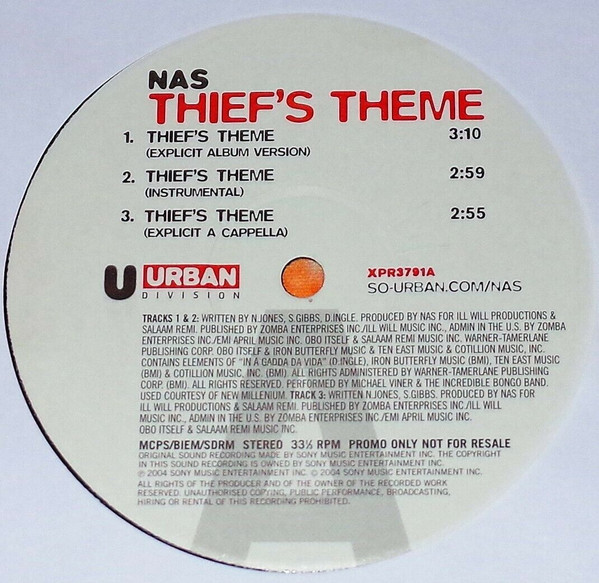 NAS
THIEF'S THEME
1. THIEF'S THEME 3:10
(EXPLICIT ALBUM VERSION)
2. THIEF'S THEME 2:59
(INSTRUMENTAL)
3. THIEF'S THEME 2:55
(EXPLICIT A CAPPELLA)
U URBAN
DIVISION
XPR3791A
SO-URBAN.COM/NAS
TRACKS 1 & 2: WRITTEN BY N.JONES, S.GIBBS, D.INGLE. PRODUCED BY NAS FOR ILL WILL PRODUCTIONS &
SALAAM REMI. PUBLISHED BY ZOMBA ENTERPRISES INC/ILL WILL MUSIC INC., ADMIN IN THE U.S. BY ZOMBA
ENTERPRISES INC./EMI APRIL MUSIC INC. OBO ITSELF & SALAAM REMI MUSIC INC. WARNER-TAMERLANE
PUBLISHING CORP. OBO ITSELF & IRON BUTTERFLY MUSIC & TEN EAST MUSIC & COTILLION MUSIC, INC.
CONTAINS ELEMENTS OF "IN A GADDA DA VIDA" (D.INGLE), IRON BUTTERFLY MUSIC (BMI), TEN EAST MUSIC
(BMI) & COTILLION MUSIC, INC. (BMI). ALL RIGHTS ADMINISTERED BY WARNER-TAMERLANE PUBLISHING
CORP. (BMI). ALL RIGHTS RESERVED. PERFORMED BY MICHAEL VINER & THE INCREDIBLE BONGO BAND.
USED COURTESY OF NEW MILLENIUM. TRACK 3: WRITTEN N.JONES, S.GIBBS. PRODUCED BY NAS FOR
ILL WILL PRODUCTIONS & SALAAM REMI. PUBLISHED BY ZOMBA ENTERPRISES INC/ILL WILL
MUSIC INC., ADMIN IN THE U.S. BY ZOMBA ENTERPRISES INC./EMI APRIL MUSIC INC.
OBO ITSELF & SALAAM REMI MUSIC INC.
MCPS/BIEM/SDRM STEREO 33⅓ RPM PROMO ONLY NOT FOR RESALE
ORIGINAL SOUND RECORDING MADE BY SONY MUSIC ENTERTAINMENT INC. THE COPYRIGHT
IN THIS SOUND RECORDING IS OWNED BY SONY MUSIC ENTERTAINMENT INC.
℗ 2004 SONY MUSIC ENTERTAINMENT INC. © 2004 SONY MUSIC ENTERTAINMENT INC.
ALL RIGHTS OF THE PRODUCER AND OF THE OWNER OF THE RECORDED WORK
RESERVED. UNAUTHORISED COPYING, PUBLIC PERFORMANCE, BROADCASTING,
HIRING OR RENTAL OF THIS RECORDING PROHIBITED.
A